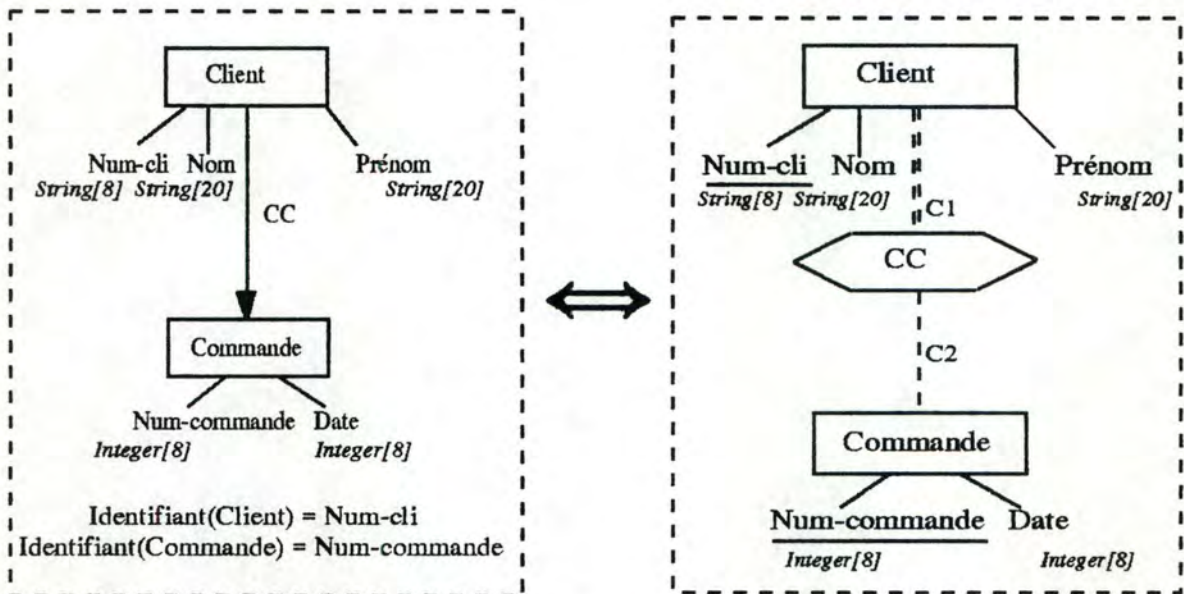 Client
Num-cli Nom Prénom
String[8] String[20] String[20]
CC
Commande
Num-commande Date
Integer[8] Integer[8]
Identifiant(Client) = Num-cli
Identifiant(Commande) = Num-commande
Client
Num-cli Nom Prénom
String[8] String[20] String[20]
C1
CC
C2
Commande
Num-commande Date
Integer[8] Integer[8]